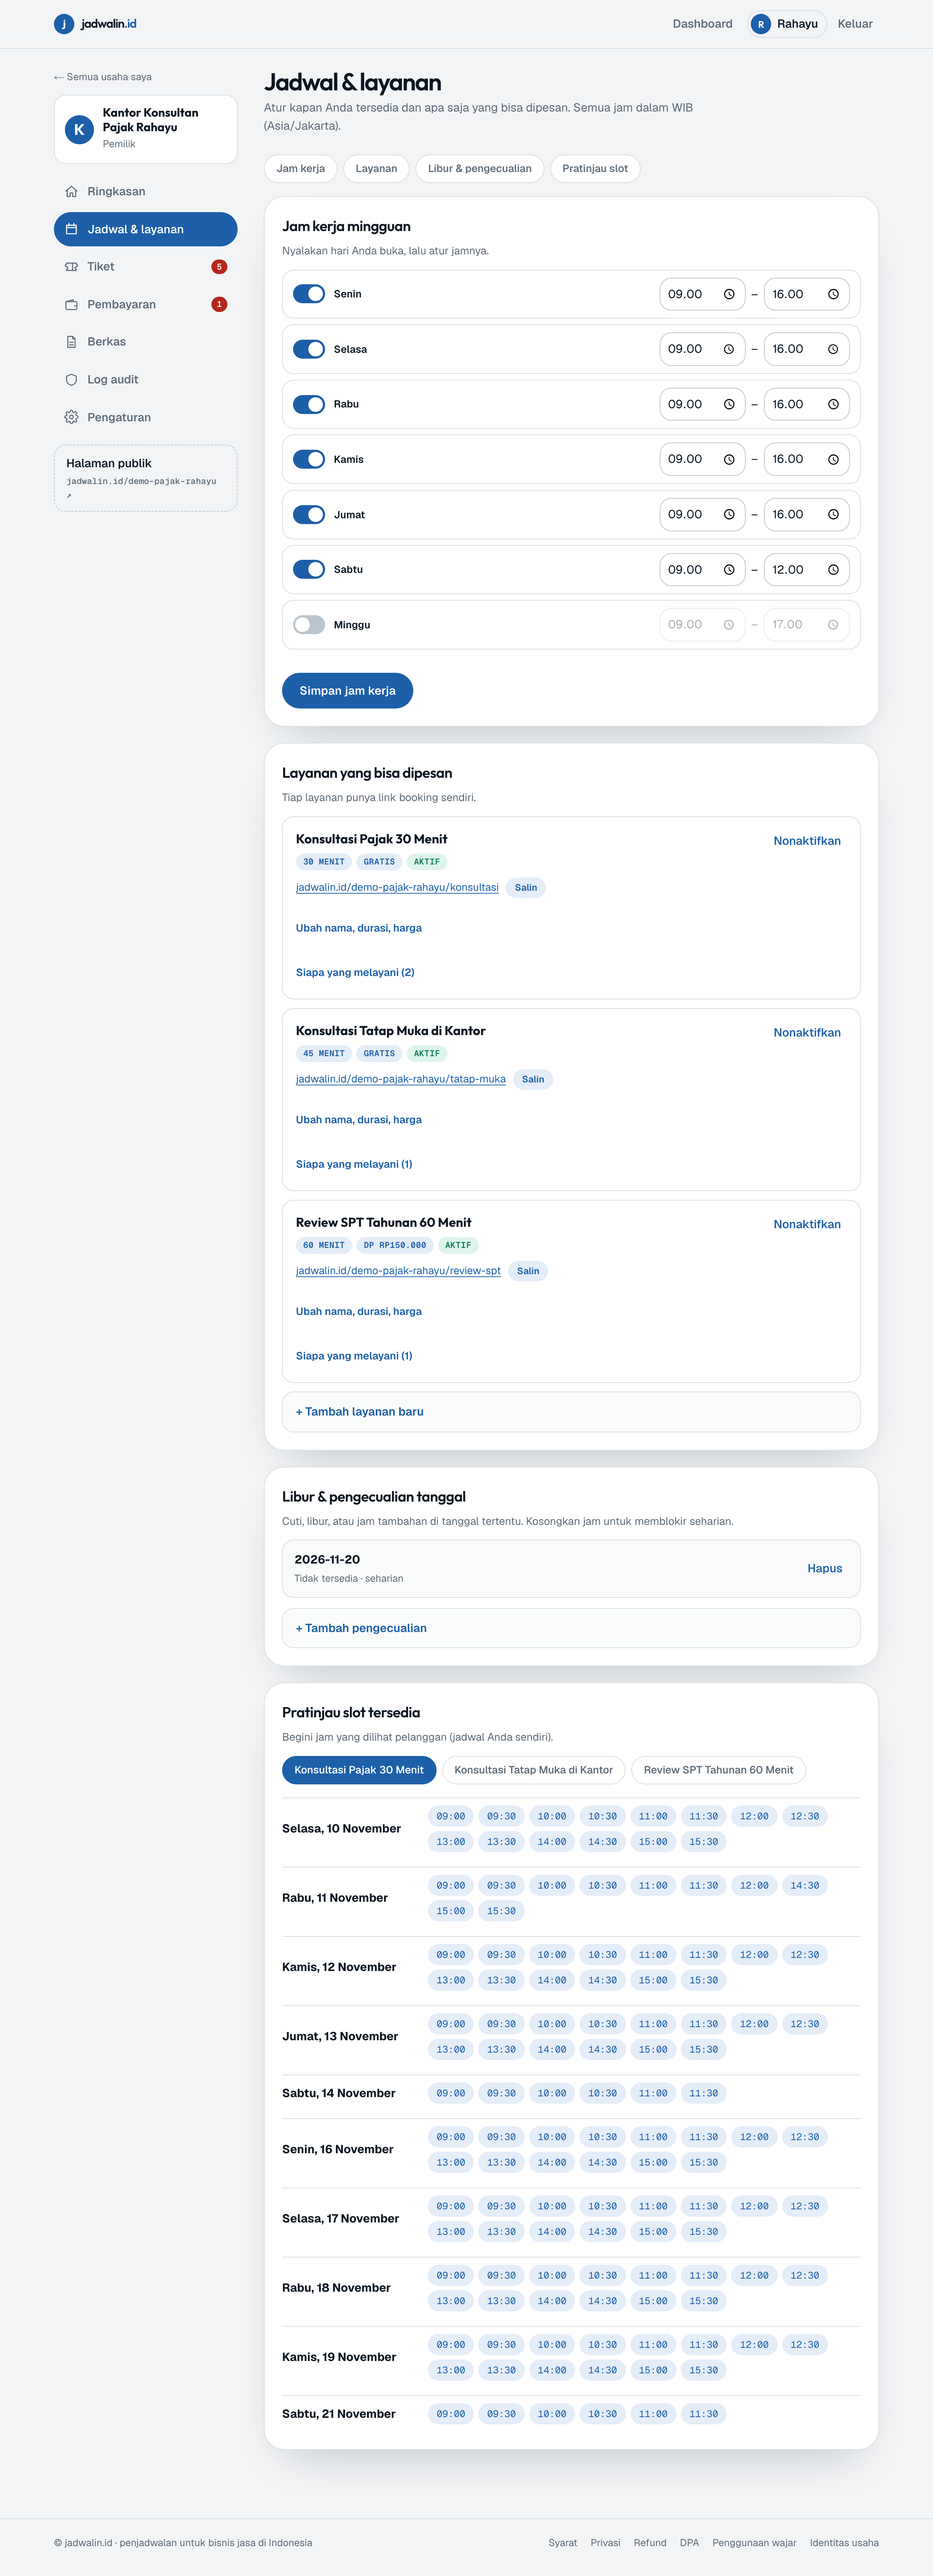 j jadwalin.id
Dashboard R Rahayu Keluar
← Semua usaha saya
K Kantor Konsultan
Pajak Rahayu
Pemilik
Ringkasan
Jadwal & layanan
Tiket 5
Pembayaran 1
Berkas
Log audit
Pengaturan
Halaman publik
jadwalin.id/demo-pajak-rahayu
↗
Jadwal & layanan
Atur kapan Anda tersedia dan apa saja yang bisa dipesan. Semua jam dalam WIB
(Asia/Jakarta).
Jam kerja Layanan Libur & pengecualian Pratinjau slot
Jam kerja mingguan
Nyalakan hari Anda buka, lalu atur jamnya.
Senin 09.00 – 16.00
Selasa 09.00 – 16.00
Rabu 09.00 – 16.00
Kamis 09.00 – 16.00
Jumat 09.00 – 16.00
Sabtu 09.00 – 12.00
Minggu 09.00 – 17.00
Simpan jam kerja
Layanan yang bisa dipesan
Tiap layanan punya link booking sendiri.
Konsultasi Pajak 30 Menit Nonaktifkan
30 MENIT GRATIS AKTIF
jadwalin.id/demo-pajak-rahayu/konsultasi Salin
Ubah nama, durasi, harga
Siapa yang melayani (2)
Konsultasi Tatap Muka di Kantor Nonaktifkan
45 MENIT GRATIS AKTIF
jadwalin.id/demo-pajak-rahayu/tatap-muka Salin
Ubah nama, durasi, harga
Siapa yang melayani (1)
Review SPT Tahunan 60 Menit Nonaktifkan
60 MENIT DP RP150.000 AKTIF
jadwalin.id/demo-pajak-rahayu/review-spt Salin
Ubah nama, durasi, harga
Siapa yang melayani (1)
+ Tambah layanan baru
Libur & pengecualian tanggal
Cuti, libur, atau jam tambahan di tanggal tertentu. Kosongkan jam untuk memblokir seharian.
2026-11-20 Hapus
Tidak tersedia · seharian
+ Tambah pengecualian
Pratinjau slot tersedia
Begini jam yang dilihat pelanggan (jadwal Anda sendiri).
Konsultasi Pajak 30 Menit Konsultasi Tatap Muka di Kantor Review SPT Tahunan 60 Menit
Selasa, 10 November 09:00 09:30 10:00 10:30 11:00 11:30 12:00 12:30
13:00 13:30 14:00 14:30 15:00 15:30
Rabu, 11 November 09:00 09:30 10:00 10:30 11:00 11:30 12:00 14:30
15:00 15:30
Kamis, 12 November 09:00 09:30 10:00 10:30 11:00 11:30 12:00 12:30
13:00 13:30 14:00 14:30 15:00 15:30
Jumat, 13 November 09:00 09:30 10:00 10:30 11:00 11:30 12:00 12:30
13:00 13:30 14:00 14:30 15:00 15:30
Sabtu, 14 November 09:00 09:30 10:00 10:30 11:00 11:30
Senin, 16 November 09:00 09:30 10:00 10:30 11:00 11:30 12:00 12:30
13:00 13:30 14:00 14:30 15:00 15:30
Selasa, 17 November 09:00 09:30 10:00 10:30 11:00 11:30 12:00 12:30
13:00 13:30 14:00 14:30 15:00 15:30
Rabu, 18 November 09:00 09:30 10:00 10:30 11:00 11:30 12:00 12:30
13:00 13:30 14:00 14:30 15:00 15:30
Kamis, 19 November 09:00 09:30 10:00 10:30 11:00 11:30 12:00 12:30
13:00 13:30 14:00 14:30 15:00 15:30
Sabtu, 21 November 09:00 09:30 10:00 10:30 11:00 11:30
© jadwalin.id · penjadwalan untuk bisnis jasa di Indonesia
Syarat Privasi Refund DPA Penggunaan wajar Identitas usaha